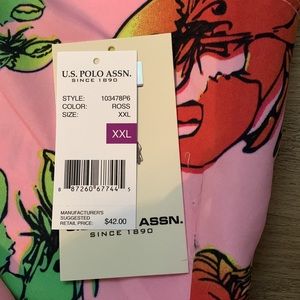 U.S. POLO ASSN.
SINCE 1890
STYLE: 103478P6
COLOR: ROSS
SIZE: XXL
XXL
8 87260 67744 5
MANUFACTURER'S
SUGGESTED
RETAIL PRICE: $42.00
ASSN.
SINCE 1890